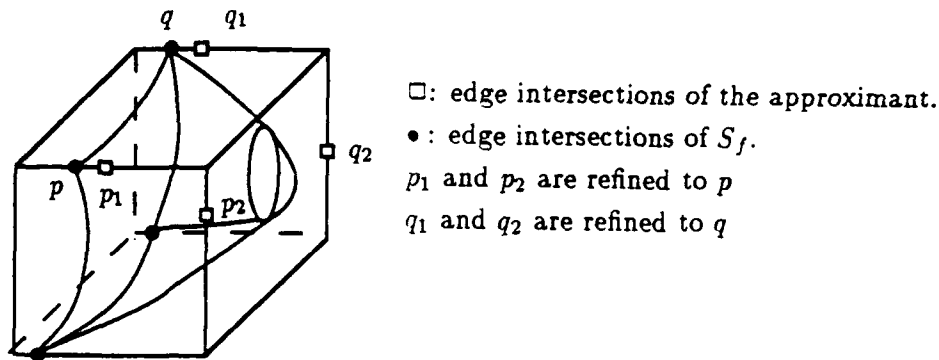 q q₁
□: edge intersections of the approximant.
•: edge intersections of S_f.
q₂
p p₁ p₂
p₁ and p₂ are refined to p
q₁ and q₂ are refined to q